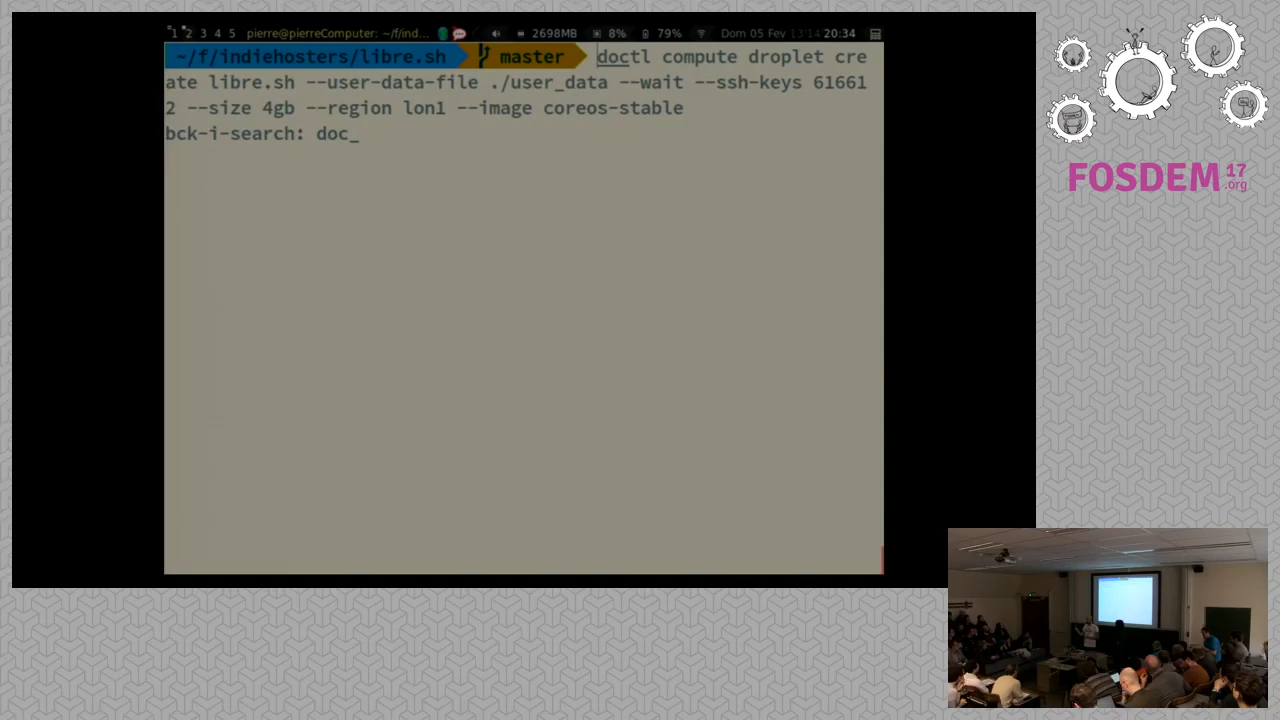 1 2 3 4 5 pierre@pierreComputer: ~/f/ind... 2698MB 8% 79% Dom 05 Fev 13:14 20:34
~/f/indiehosters/libre.sh master doctl compute droplet cre
ate libre.sh --user-data-file ./user_data --wait --ssh-keys 61661
2 --size 4gb --region lon1 --image coreos-stable
bck-i-search: doc_
FOSDEM 17
.org